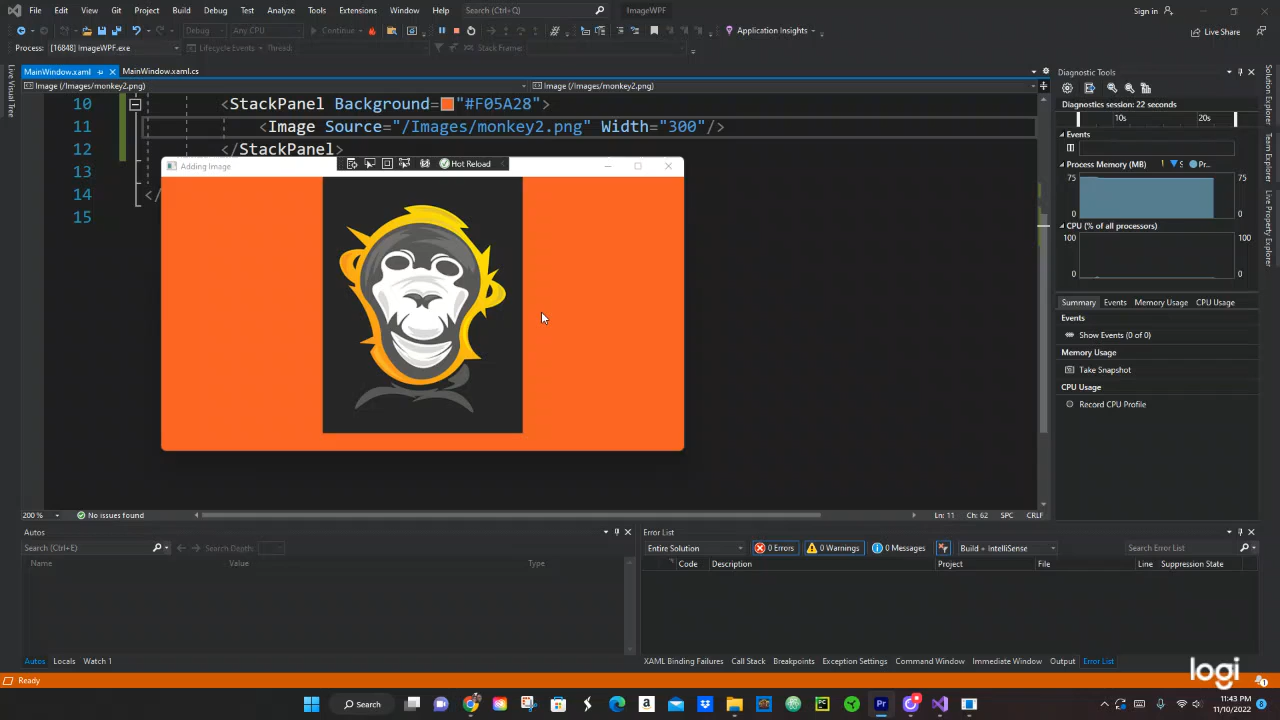 File Edit View Git Project Build Debug Test Analyze Tools Extensions Window Help Search (Ctrl+E) ImageWPF Sign in
Debug Any CPU Continue Application Insights Live Share
Process: [16848] ImageWPF.exe Lifecycle Events Thread: Stack Frame:
MainWindow.xaml MainWindow.xaml.cs
Image (/Images/monkey2.png) Image (/Images/monkey2.png)
Live Visual Tree
10 <StackPanel Background="#F05A28">
11 <Image Source="/Images/monkey2.png" Width="300"/>
12 </StackPanel>
13
14 </
15
Adding Image Hot Reload
200 % No issues found Ln: 11 Ch: 62 SPC CRLF
Diagnostic Tools
Diagnostics session: 22 seconds
10s 20s
Events
Process Memory (MB) S Pr...
75 75
0 0
CPU (% of all processors)
100 100
0 0
Summary Events Memory Usage CPU Usage
Events
Show Events (0 of 0)
Memory Usage
Take Snapshot
CPU Usage
Record CPU Profile
Solution Explorer
Team Explorer
Live Property Explorer
Autos
Search (Ctrl+E) Search Depth:
Name Value Type
Autos Locals Watch 1
Error List
Entire Solution 0 Errors 0 Warnings 0 Messages Build + IntelliSense Search Error List
Code Description Project File Line Suppression State
XAML Binding Failures Call Stack Breakpoints Exception Settings Command Window Immediate Window Output Error List
Ready
logi
Search
11:43 PM
11/10/2022